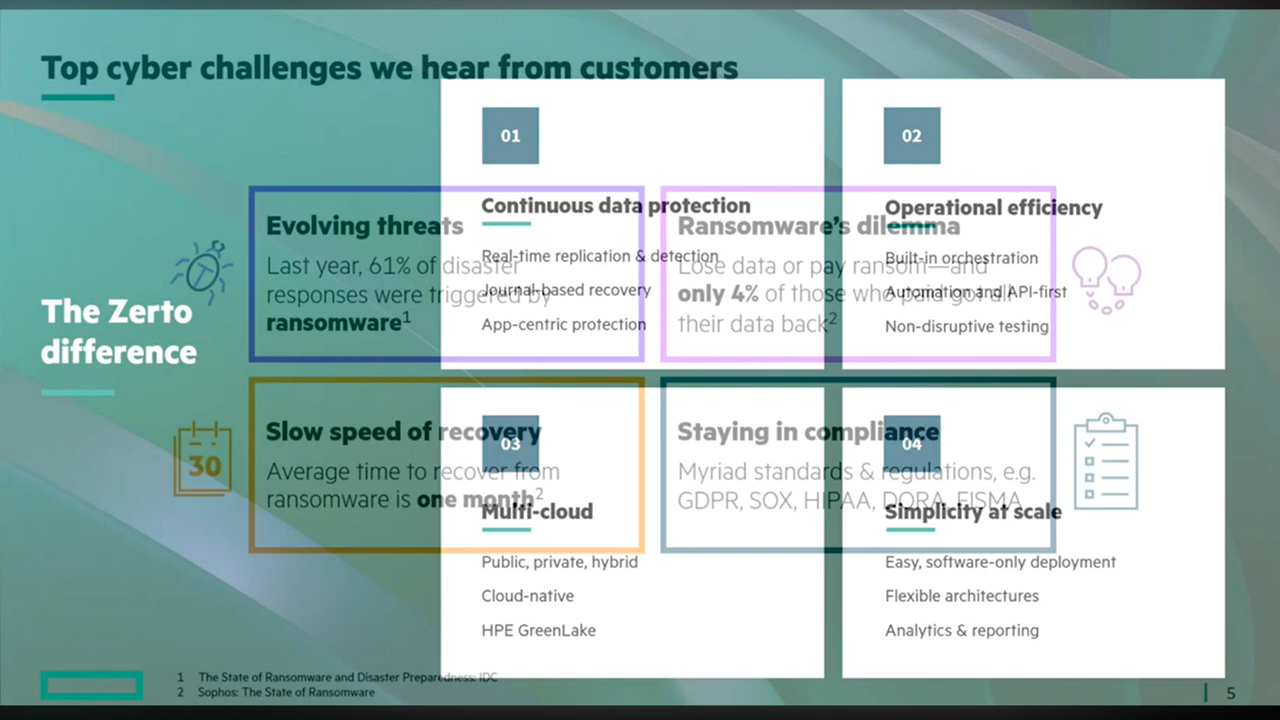 Top cyber challenges we hear from customers
Evolving threats
Last year, 61% of disaster
responses were triggered by
ransomware1
Ransomware’s dilemma
Lose data or pay ransom—and
only 4% of those who paid got all
their data back2
30
Slow speed of recovery
Average time to recover from
ransomware is one month2
Staying in compliance
Myriad standards & regulations, e.g.
GDPR, SOX, HIPAA, DORA, FISMA
1 The State of Ransomware and Disaster Preparedness: IDC
2 Sophos: The State of Ransomware
5
The Zerto
difference
01
Continuous data protection
Real-time replication & detection
Journal-based recovery
App-centric protection
02
Operational efficiency
Built-in orchestration
Automation and API-first
Non-disruptive testing
03
Multi-cloud
Public, private, hybrid
Cloud-native
HPE GreenLake
04
Simplicity at scale
Easy, software-only deployment
Flexible architectures
Analytics & reporting